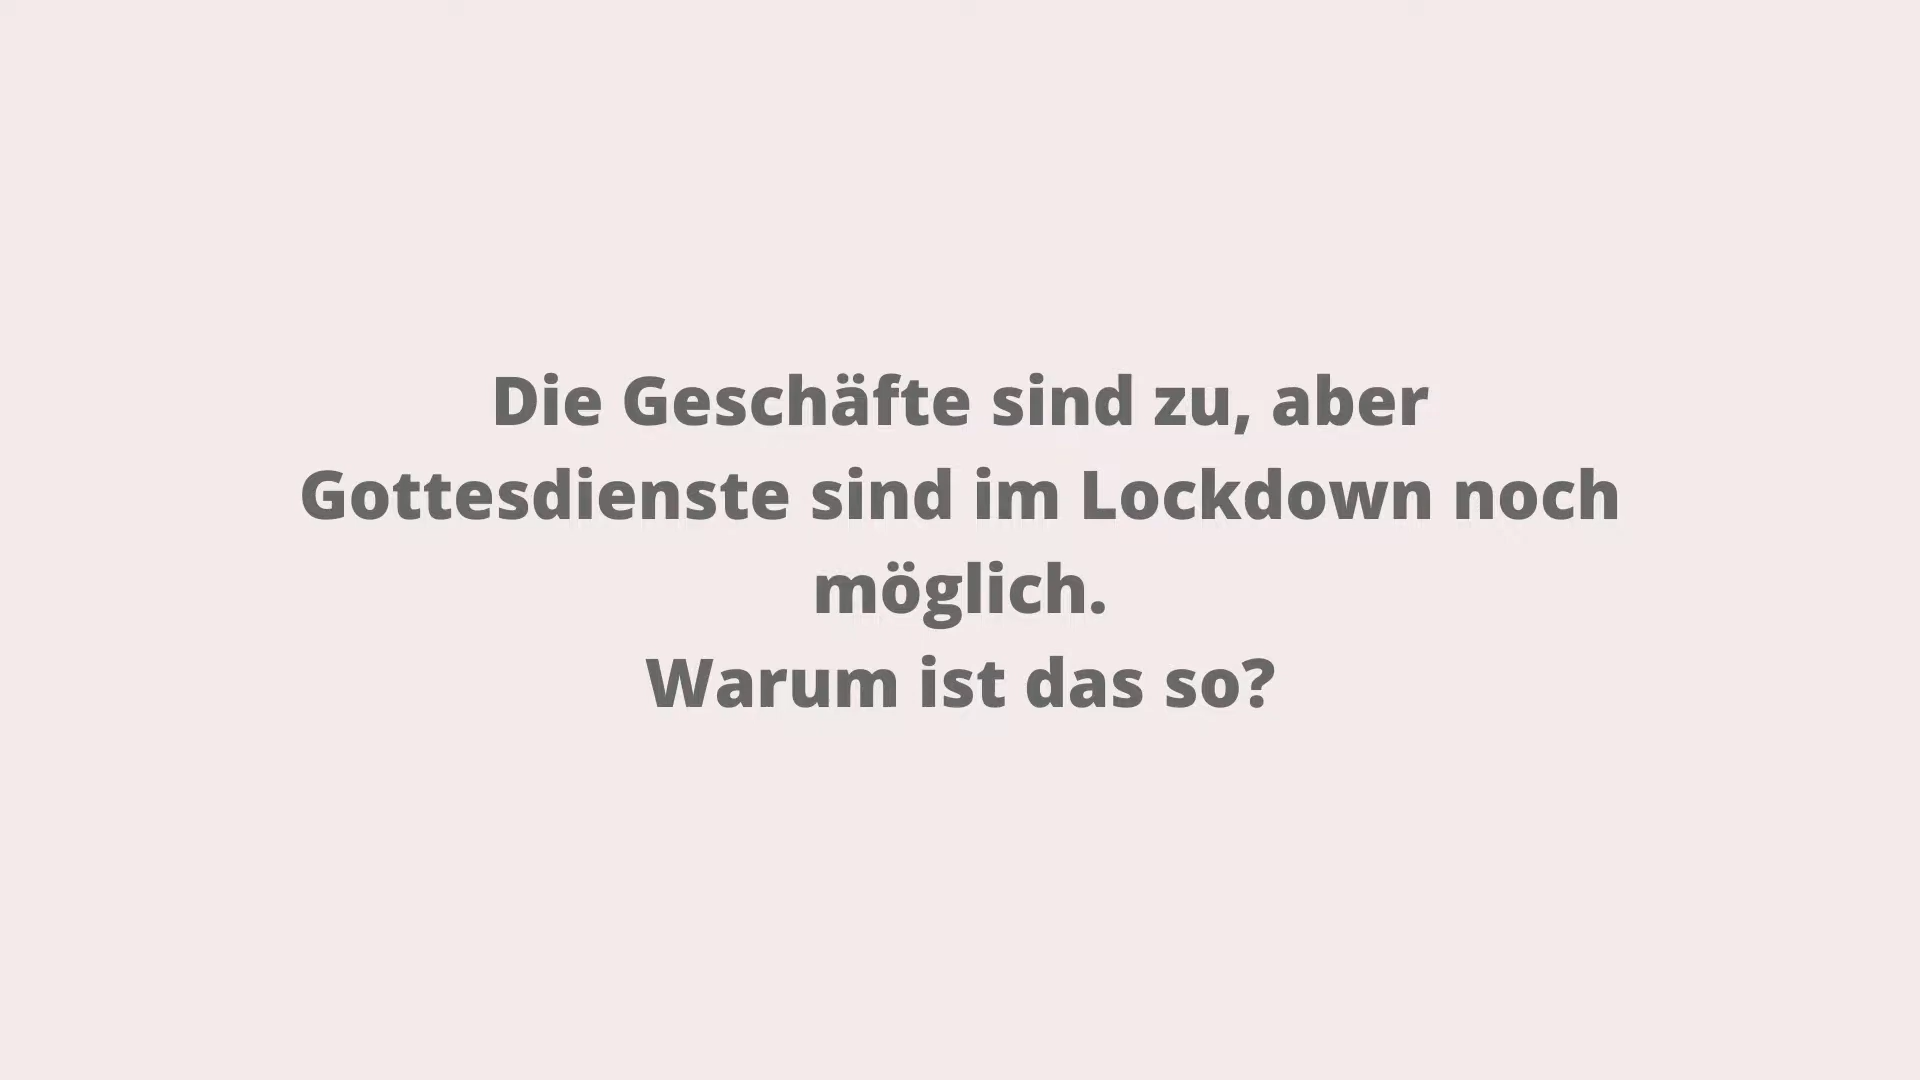 Die Geschäfte sind zu, aber
Gottesdienste sind im Lockdown noch
möglich.
Warum ist das so?